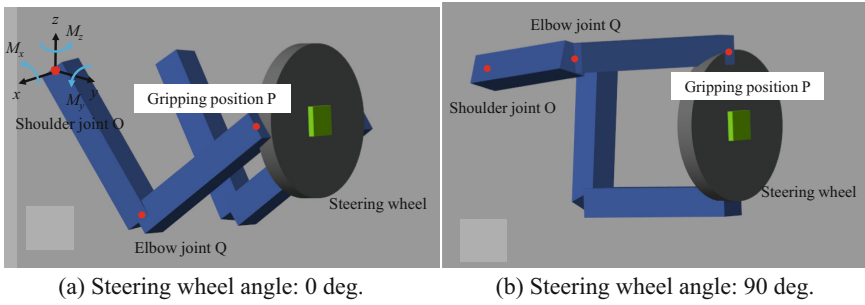 z
M_x
M_z
x
y
M_y
Shoulder joint O
Gripping position P
Steering wheel
Elbow joint Q
(a) Steering wheel angle: 0 deg.
Elbow joint Q
Gripping position P
Shoulder joint O
Steering wheel
(b) Steering wheel angle: 90 deg.